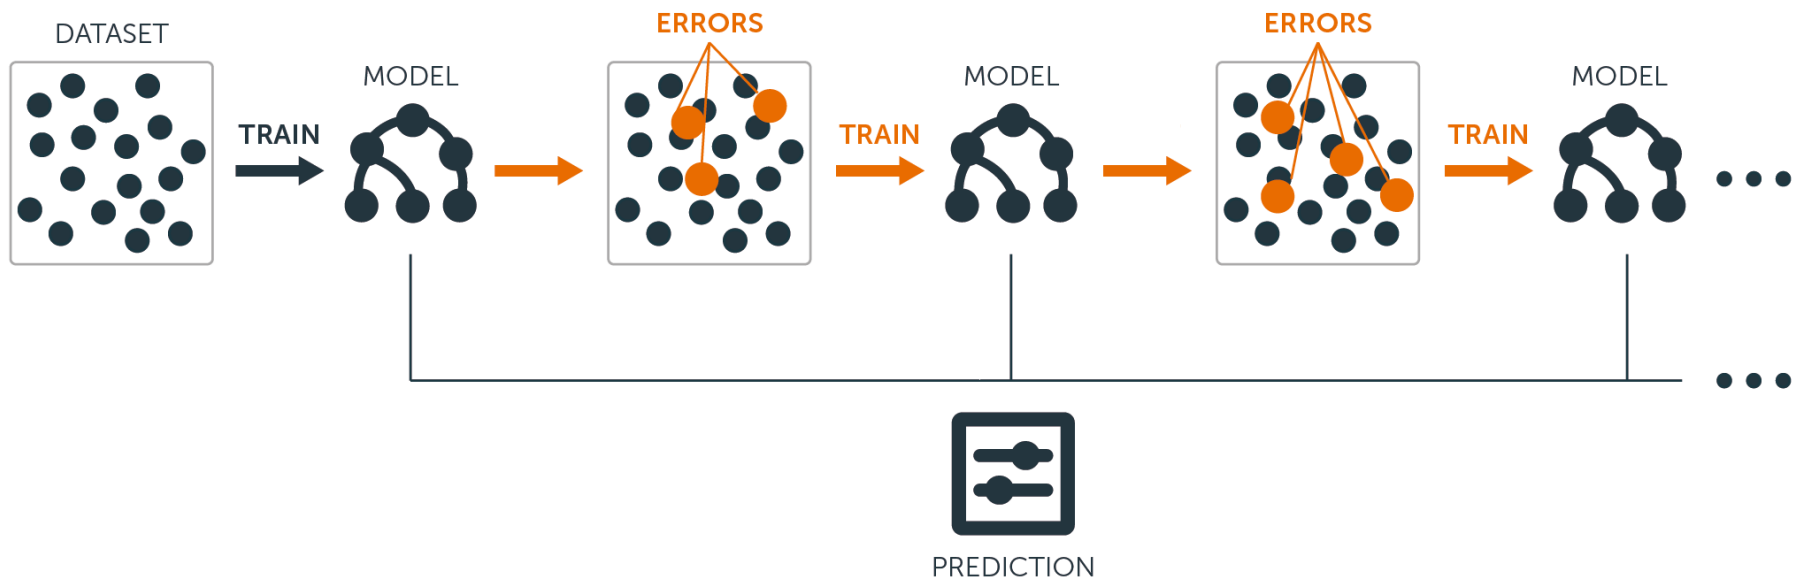 DATASET
TRAIN
MODEL
ERRORS
TRAIN
MODEL
ERRORS
TRAIN
MODEL
PREDICTION